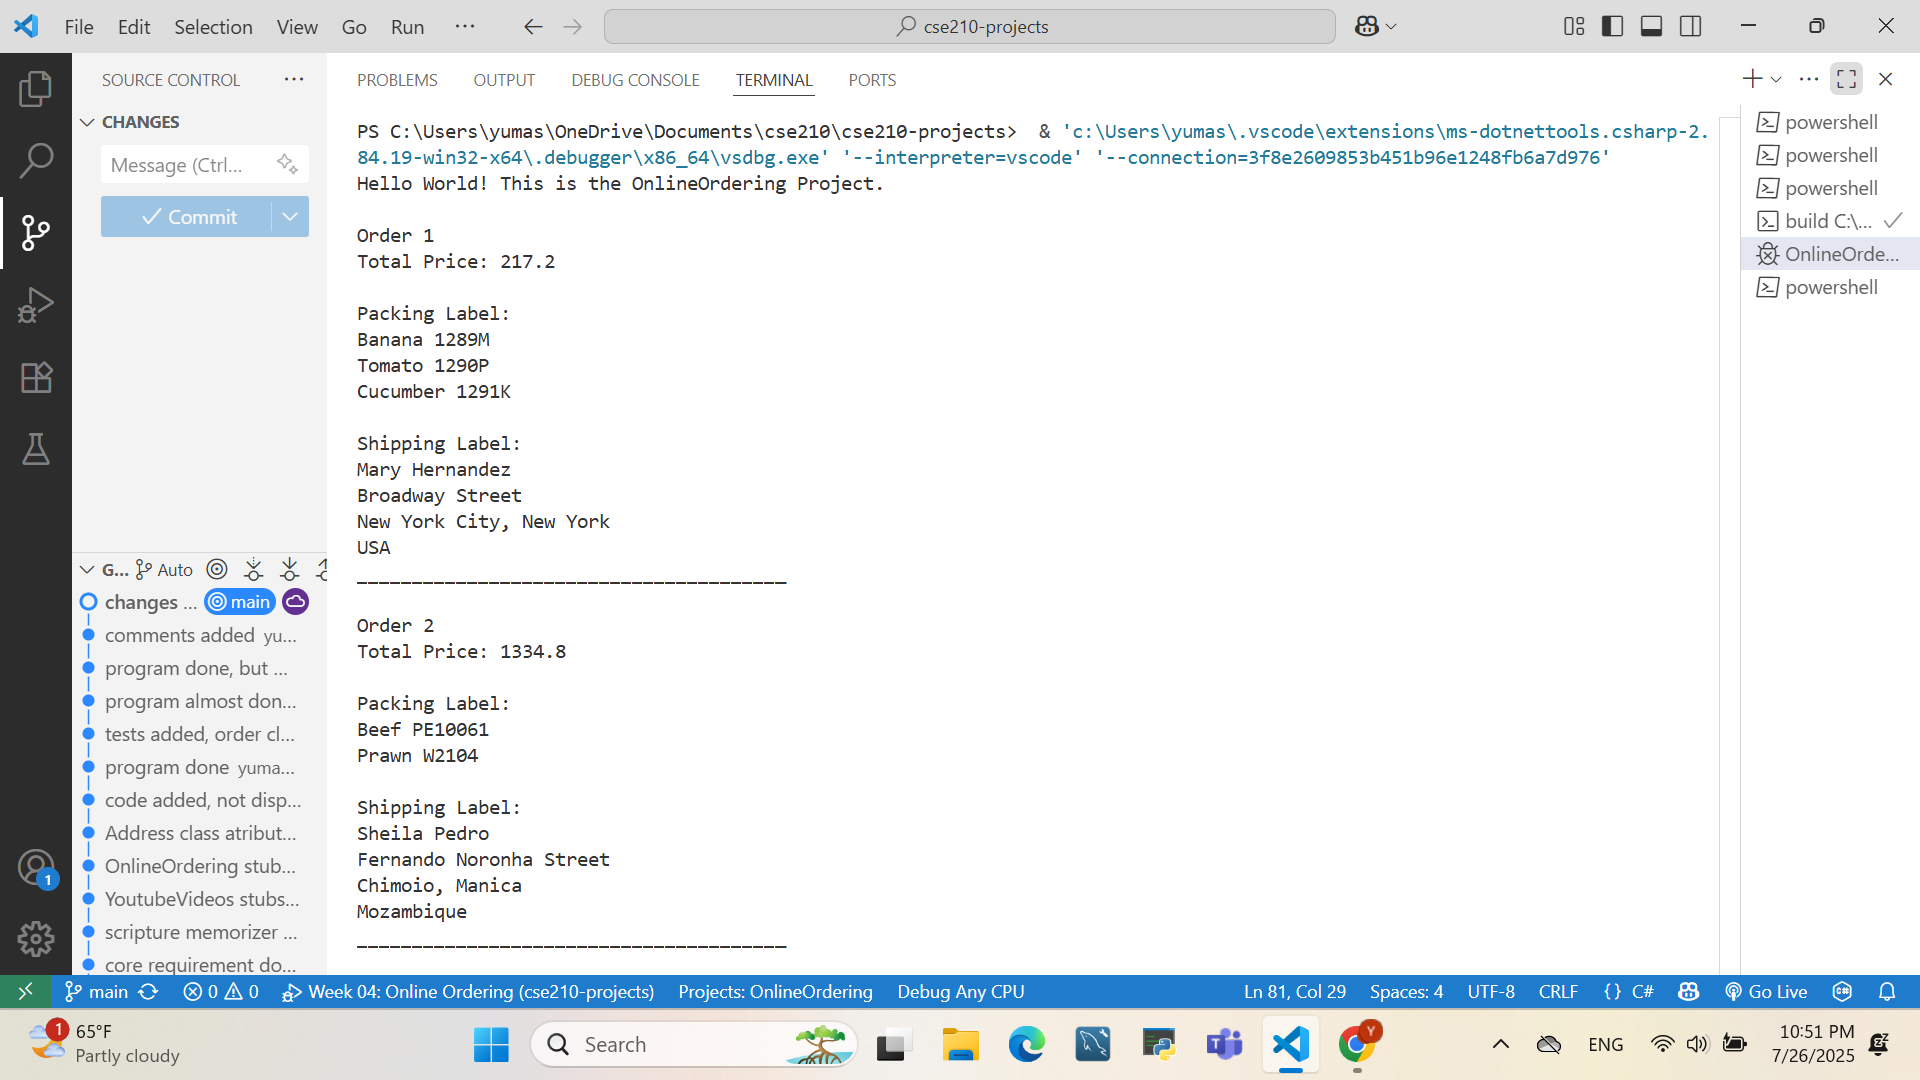 File Edit Selection View Go Run ···
cse210-projects
SOURCE CONTROL ···
CHANGES
Message (Ctrl...
Commit
G... Auto
changes ... main
comments added yu...
program done, but ...
program almost don...
tests added, order cl...
program done yuma...
code added, not disp...
Address class atribut...
OnlineOrdering stub...
YoutubeVideos stubs...
scripture memorizer ...
core requirement do...
1
PROBLEMS OUTPUT DEBUG CONSOLE TERMINAL PORTS
PS C:\Users\yumas\OneDrive\Documents\cse210\cse210-projects>  & 'c:\Users\yumas\.vscode\extensions\ms-dotnettools.csharp-2.
84.19-win32-x64\.debugger\x86_64\vsdbg.exe' '--interpreter=vscode' '--connection=3f8e2609853b451b96e1248fb6a7d976'
Hello World! This is the OnlineOrdering Project.
Order 1
Total Price: 217.2
Packing Label:
Banana 1289M
Tomato 1290P
Cucumber 1291K
Shipping Label:
Mary Hernandez
Broadway Street
New York City, New York
USA
_______________________________________
Order 2
Total Price: 1334.8
Packing Label:
Beef PE10061
Prawn W2104
Shipping Label:
Sheila Pedro
Fernando Noronha Street
Chimoio, Manica
Mozambique
_______________________________________
powershell
powershell
powershell
build C:\...
OnlineOrde...
powershell
main 0 0 Week 04: Online Ordering (cse210-projects) Projects: OnlineOrdering Debug Any CPU Ln 81, Col 29 Spaces: 4 UTF-8 CRLF {} C# Go Live
1 65°F
Partly cloudy
Search
Y
ENG
10:51 PM
7/26/2025